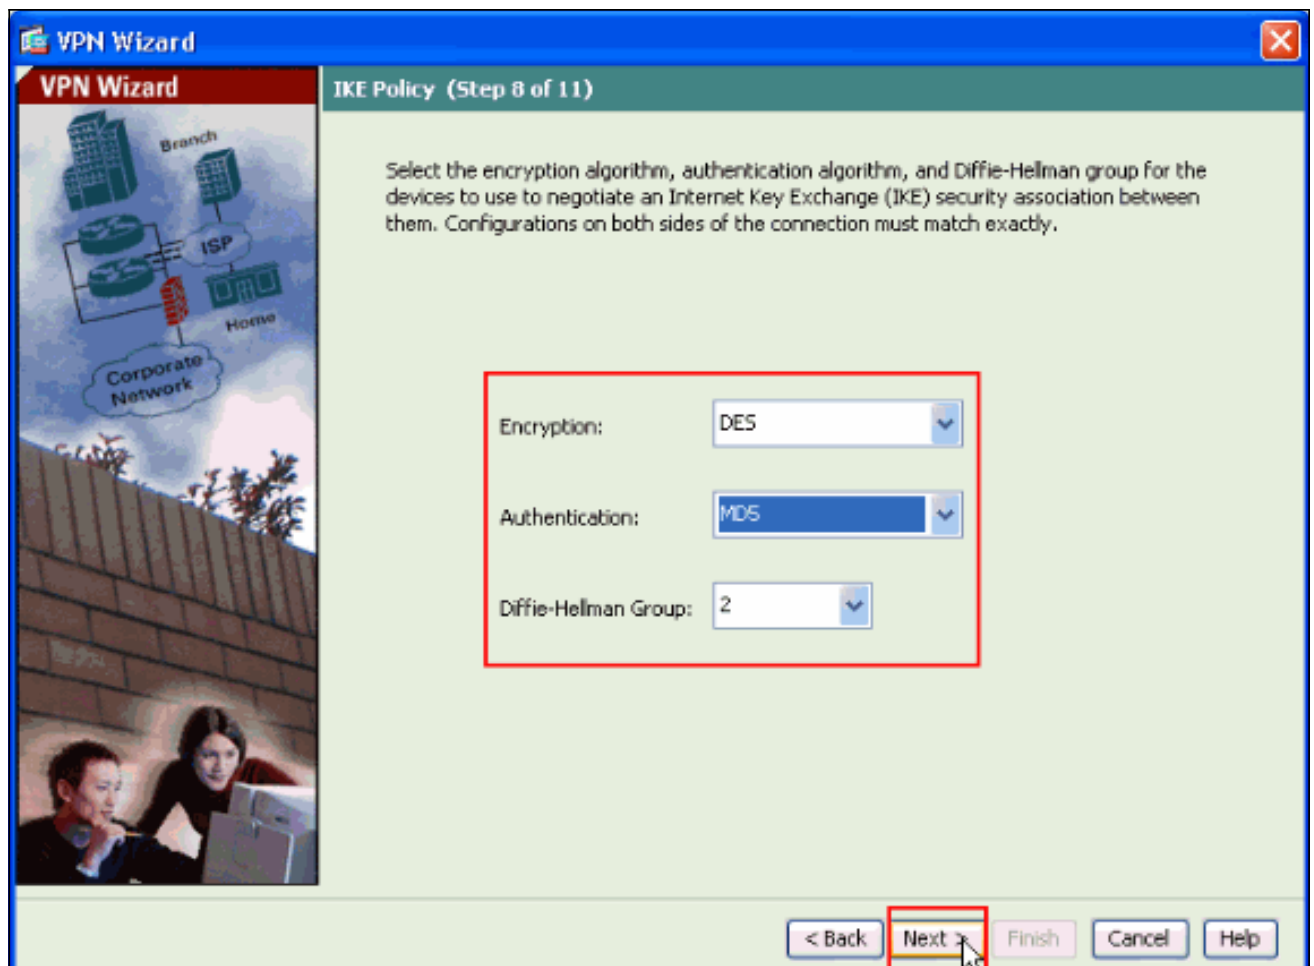 VPN Wizard
VPN Wizard
IKE Policy (Step 8 of 11)
Branch
ISP
Home
Corporate
Network
Select the encryption algorithm, authentication algorithm, and Diffie-Hellman group for the
devices to use to negotiate an Internet Key Exchange (IKE) security association between
them. Configurations on both sides of the connection must match exactly.
Encryption: DES
Authentication: MD5
Diffie-Hellman Group: 2
< Back Next > Finish Cancel Help